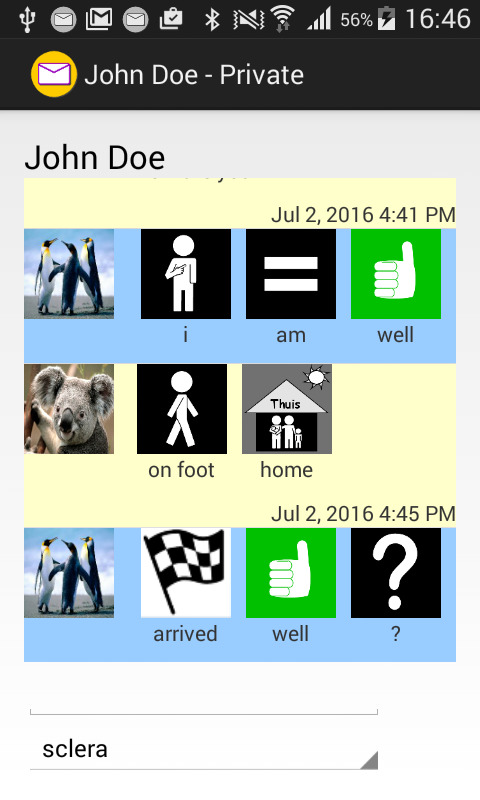 56% 16:46
John Doe - Private
John Doe
Jul 2, 2016 4:41 PM
i am well
Thuis
on foot home
Jul 2, 2016 4:45 PM
arrived well ?
sclera